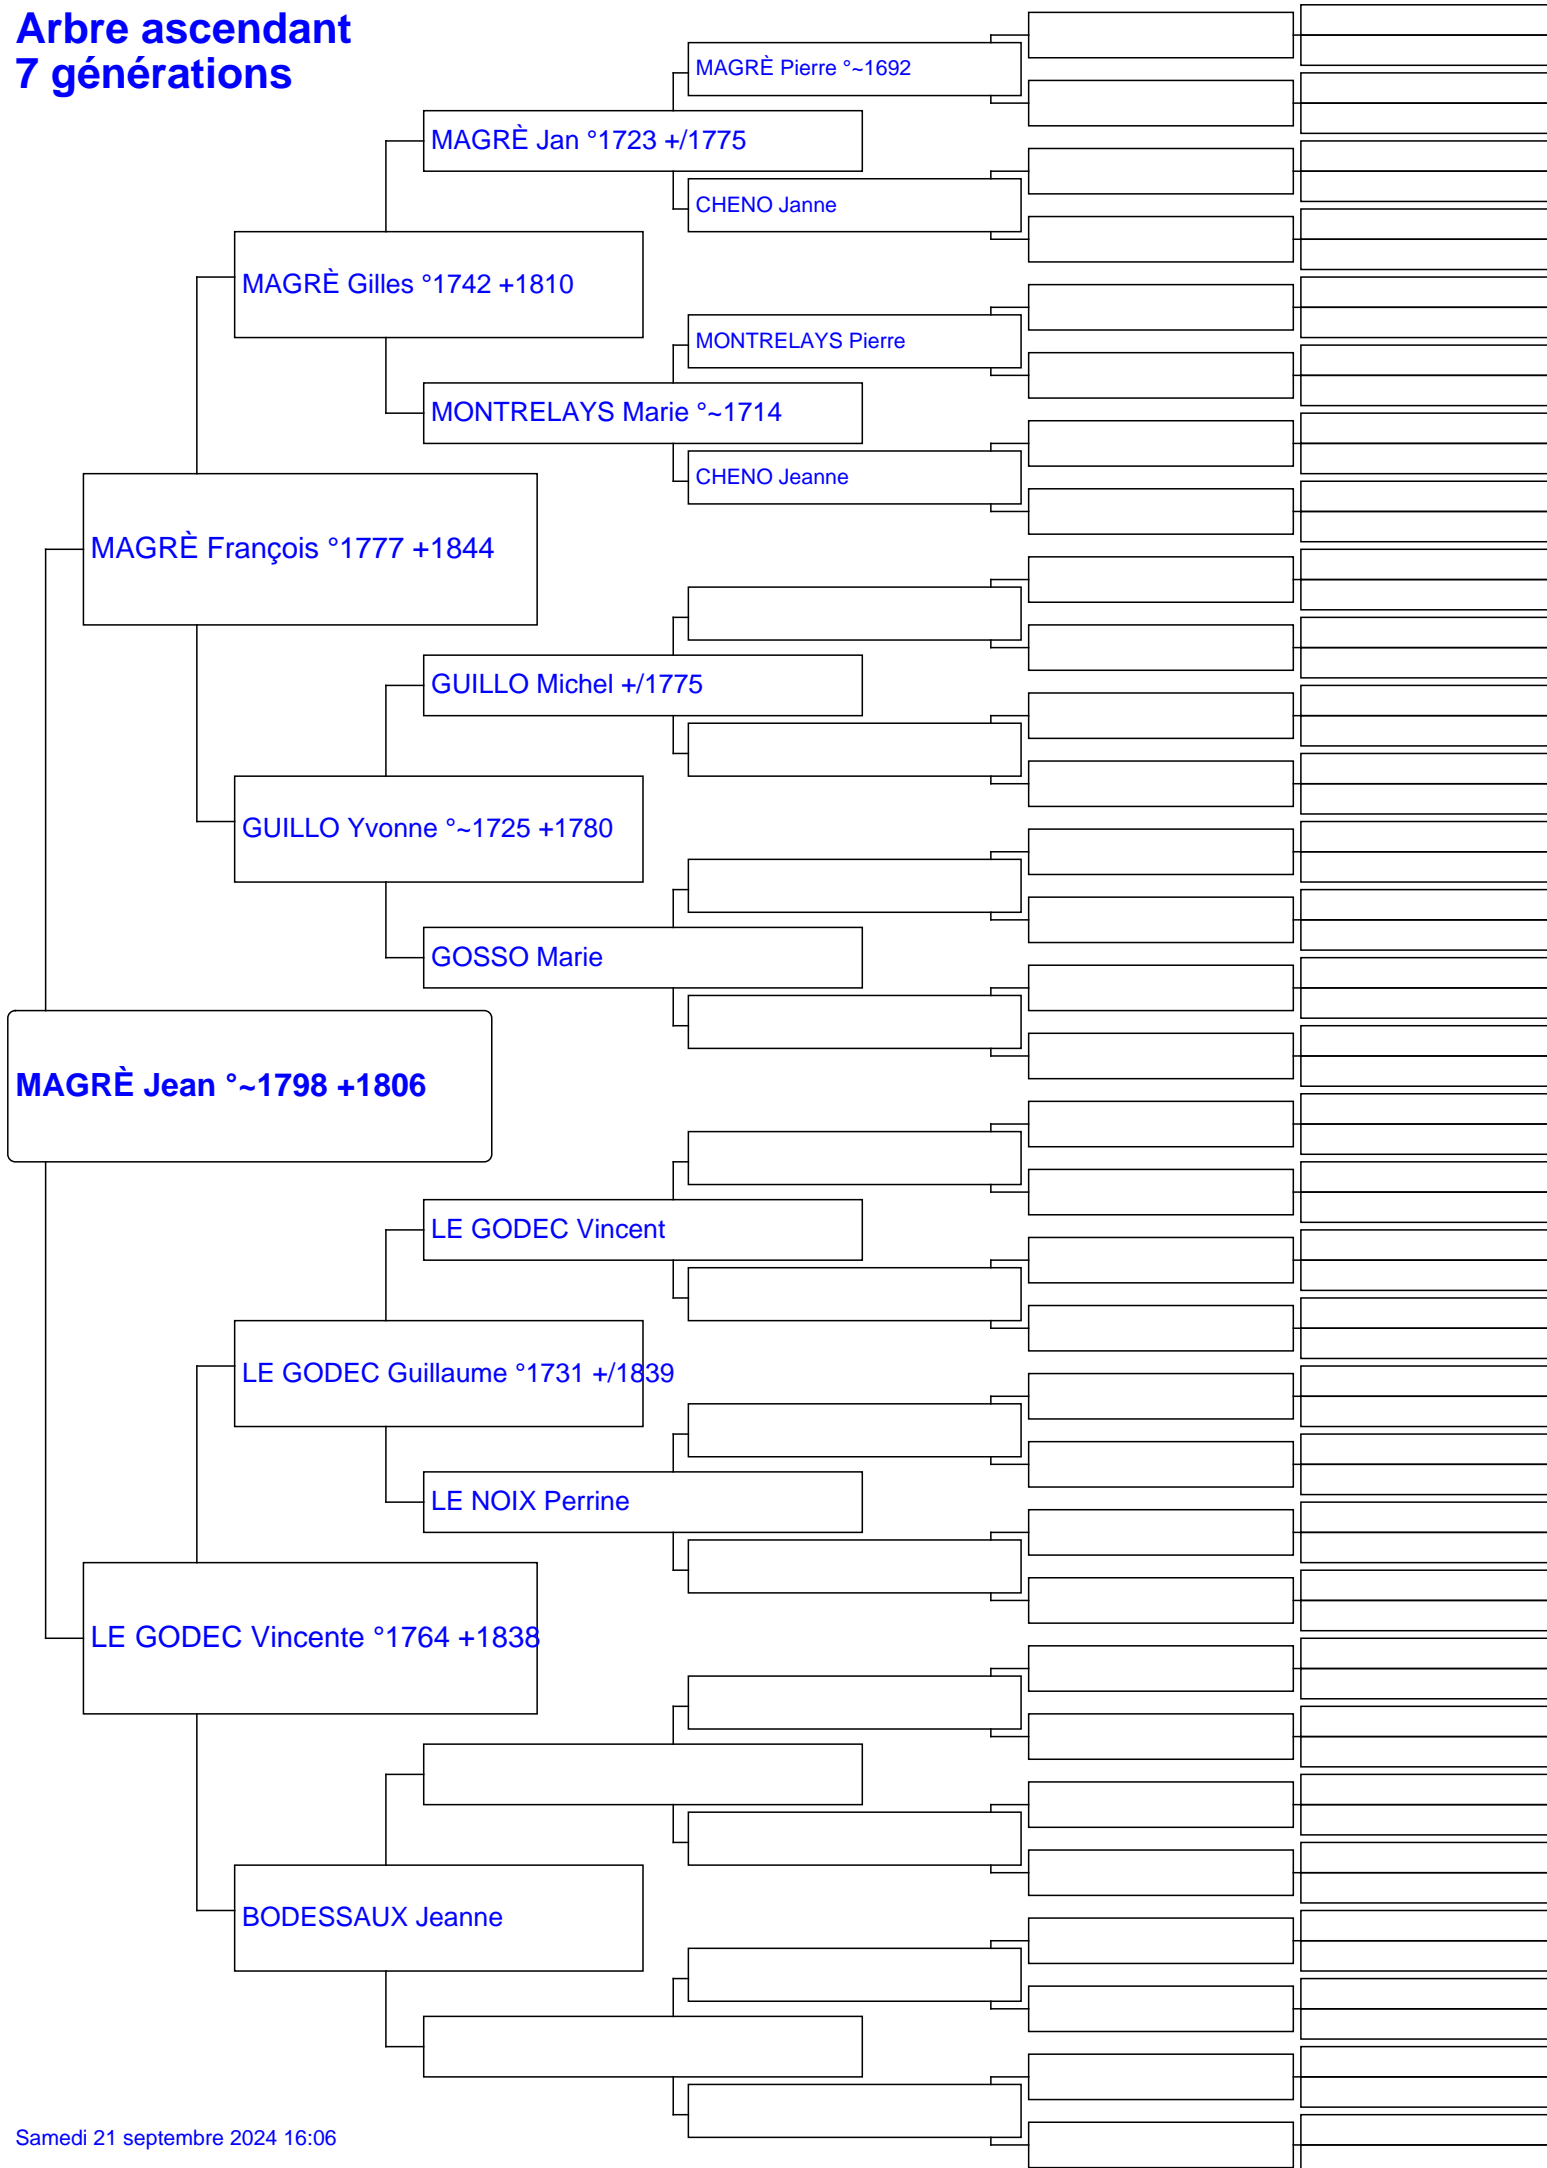 Arbre ascendant
7 générations
MAGRÈ Pierre °~1692
MAGRÈ Jan °1723 +/1775
CHENO Janne
MAGRÈ Gilles °1742 +1810
MONTRELAYS Pierre
MONTRELAYS Marie °~1714
CHENO Jeanne
MAGRÈ François °1777 +1844
GUILLO Michel +/1775
GUILLO Yvonne °~1725 +1780
GOSSO Marie
MAGRÈ Jean °~1798 +1806
LE GODEC Vincent
LE GODEC Guillaume °1731 +/1839
LE NOIX Perrine
LE GODEC Vincente °1764 +1838
BODESSAUX Jeanne
Samedi 21 septembre 2024 16:06